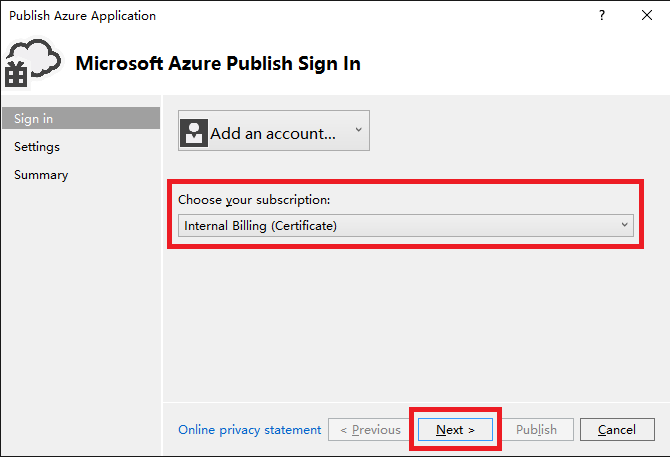 Publish Azure Application
?
Microsoft Azure Publish Sign In
Sign in
Settings
Summary
Add an account...
Choose your subscription:
Internal Billing (Certificate)
Online privacy statement < Previous Next > Publish Cancel